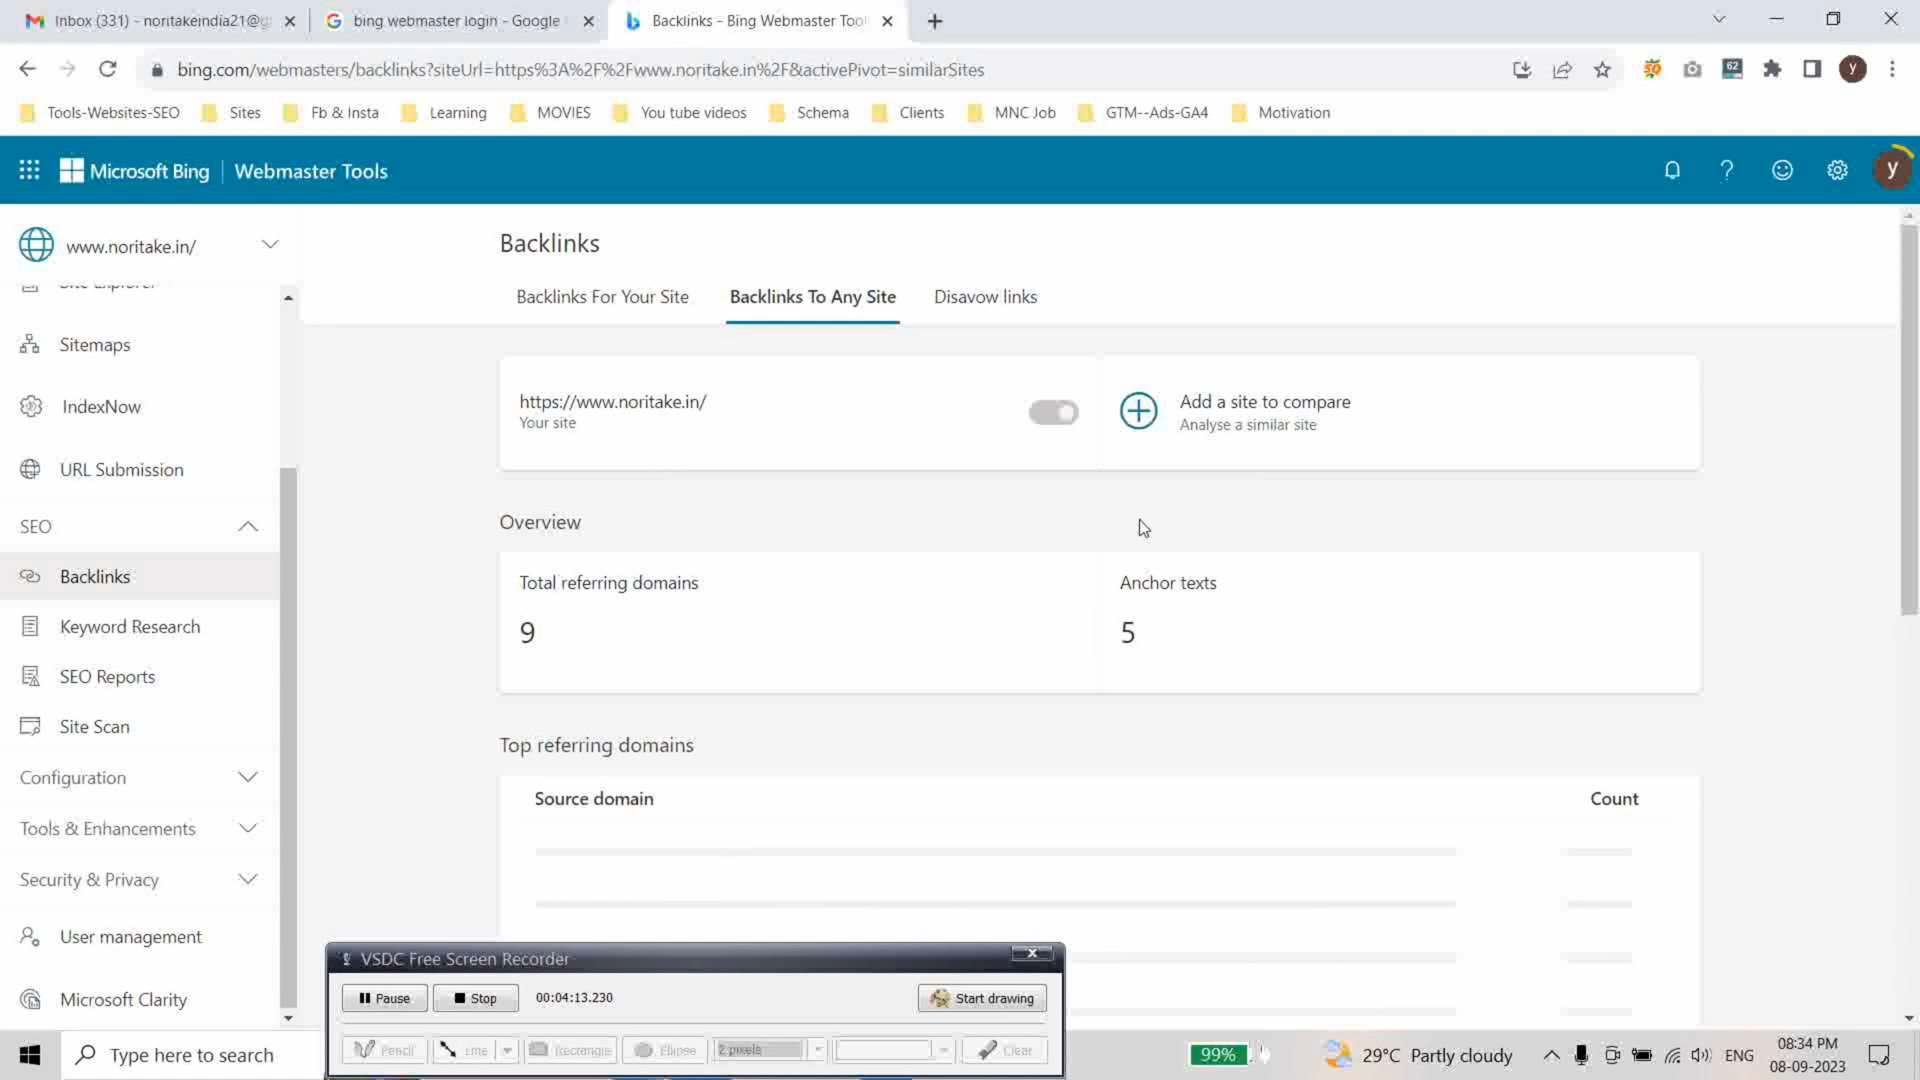 Inbox (331) - noritakeindia21@g
bing webmaster login - Google
Backlinks - Bing Webmaster Tool
bing.com/webmasters/backlinks?siteUrl=https%3A%2F%2Fwww.noritake.in%2F&activePivot=similarSites
62
y
Tools-Websites-SEO
Sites
Fb & Insta
Learning
MOVIES
You tube videos
Schema
Clients
MNC Job
GTM--Ads-GA4
Motivation
Microsoft Bing
Webmaster Tools
y
www.noritake.in/
Site Explorer
Sitemaps
IndexNow
URL Submission
SEO
Backlinks
Keyword Research
SEO Reports
Site Scan
Configuration
Tools & Enhancements
Security & Privacy
User management
Microsoft Clarity
Backlinks
Backlinks For Your Site
Backlinks To Any Site
Disavow links
https://www.noritake.in/
Your site
Add a site to compare
Analyse a similar site
Overview
Total referring domains
9
Anchor texts
5
Top referring domains
Source domain
Count
VSDC Free Screen Recorder
Pause
Stop
00:04:13.230
Start drawing
Pencil
Line
Rectangle
Ellipse
2 pixels
Clear
Type here to search
99%
29°C Partly cloudy
ENG
08:34 PM
08-09-2023